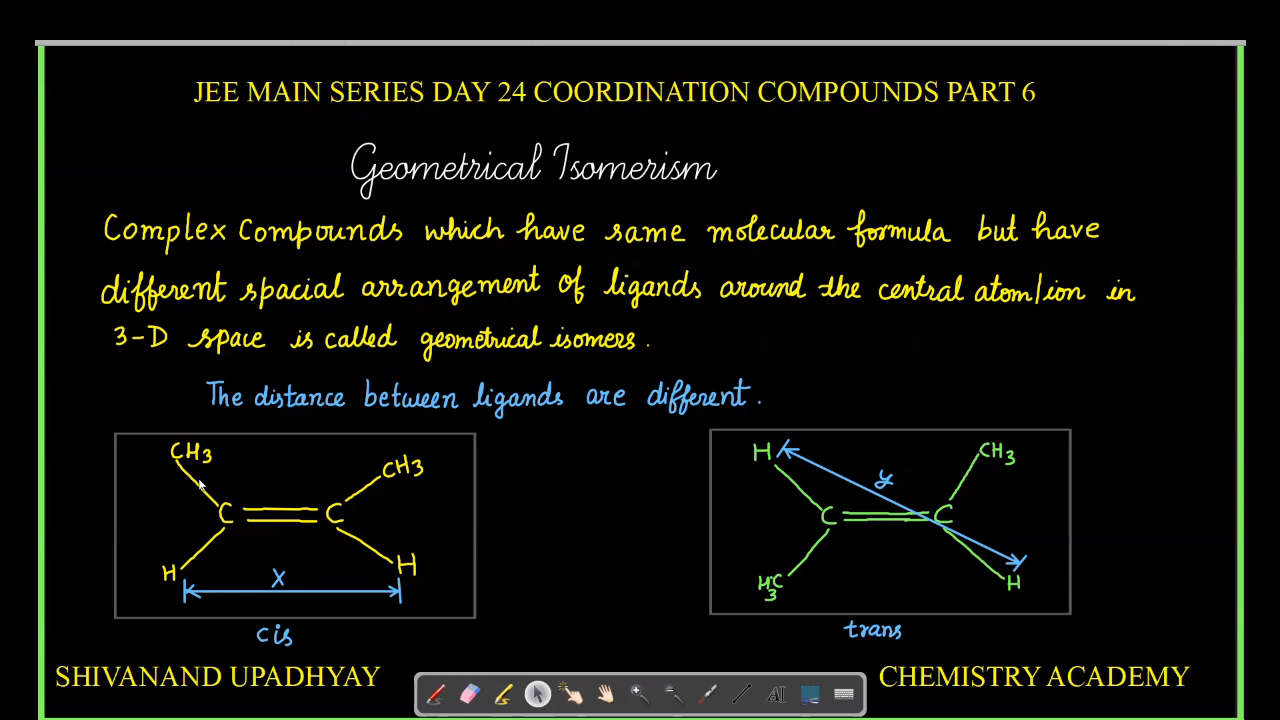 JEE MAIN SERIES DAY 24 COORDINATION COMPOUNDS PART 6
Geometrical Isomerism
Complex Compounds which have same molecular formula but have
different spacial arrangement of ligands around the central atom/ion in
3-D space is called geometrical isomers.
The distance between ligands are different.
CH3
CH3
C
C
H
H
X
cis
H
CH3
y
C
C
H3C
H
trans
SHIVANAND UPADHYAY
CHEMISTRY ACADEMY
AI